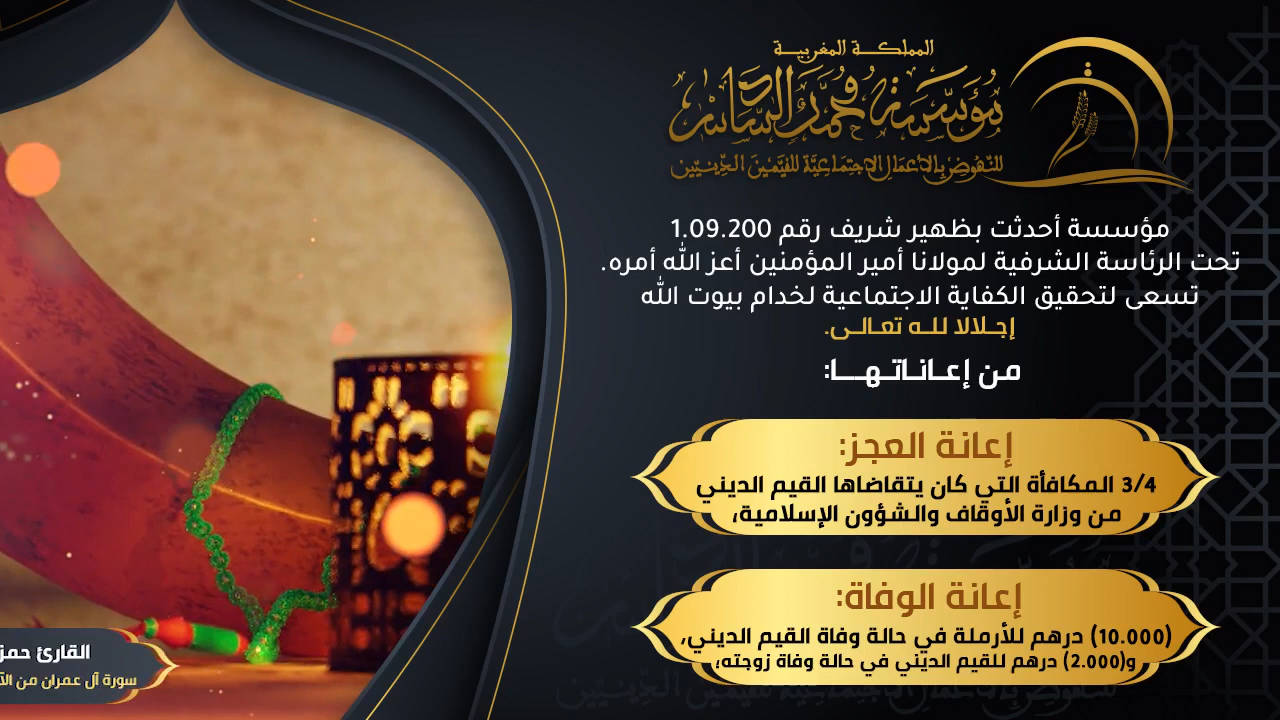 المملكة المغربية
مؤسسة محمد السادس
للنهوض بالأعمال الاجتماعية للقيمين الدينيين
مؤسسة أحدثت بظهير شريف رقم 1.09.200
تحت الرئاسة الشرفية لمولانا أمير المؤمنين أعز الله أمره.
تسعى لتحقيق الكفاية الاجتماعية لخدام بيوت الله
إجلالا لله تعالى.
من إعاناتها:
إعانة العجز:
3/4 المكافأة التي كان يتقاضاها القيم الديني
من وزارة الأوقاف والشؤون الإسلامية،
إعانة الوفاة:
(10.000) درهم للأرملة في حالة وفاة القيم الديني،
و(2.000) درهم للقيم الديني في حالة وفاة زوجته،
القارئ
سورة آل عمران من